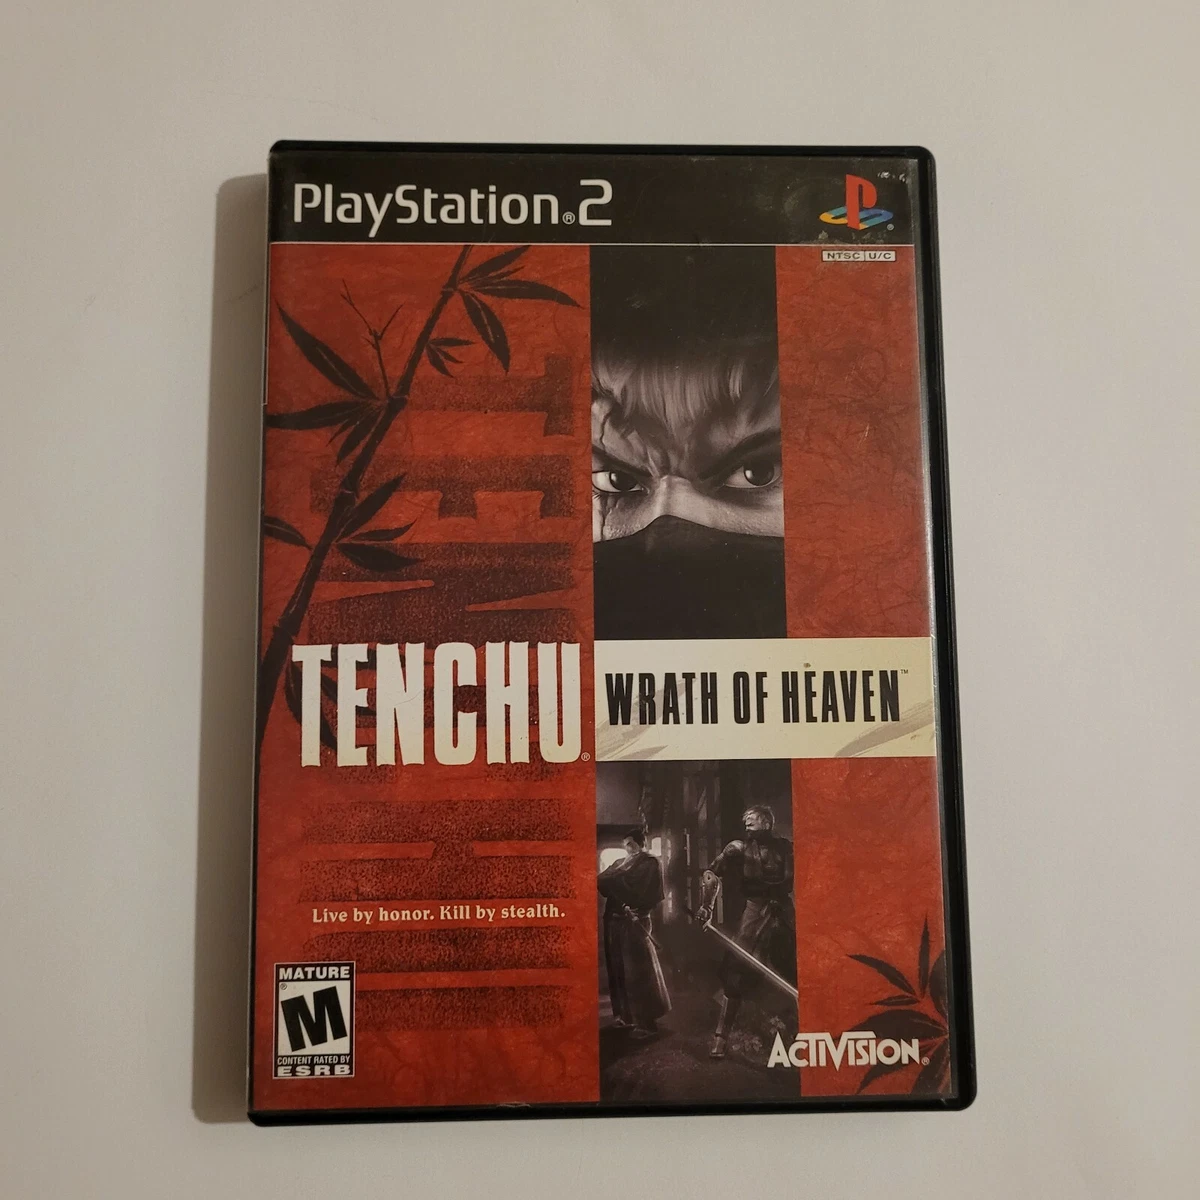 PlayStation®2
NTSC U/C
TENCHU
TENCHU®
WRATH OF HEAVEN™
Live by honor. Kill by stealth.
MATURE
M®
CONTENT RATED BY
ESRB
ACTIVISION®